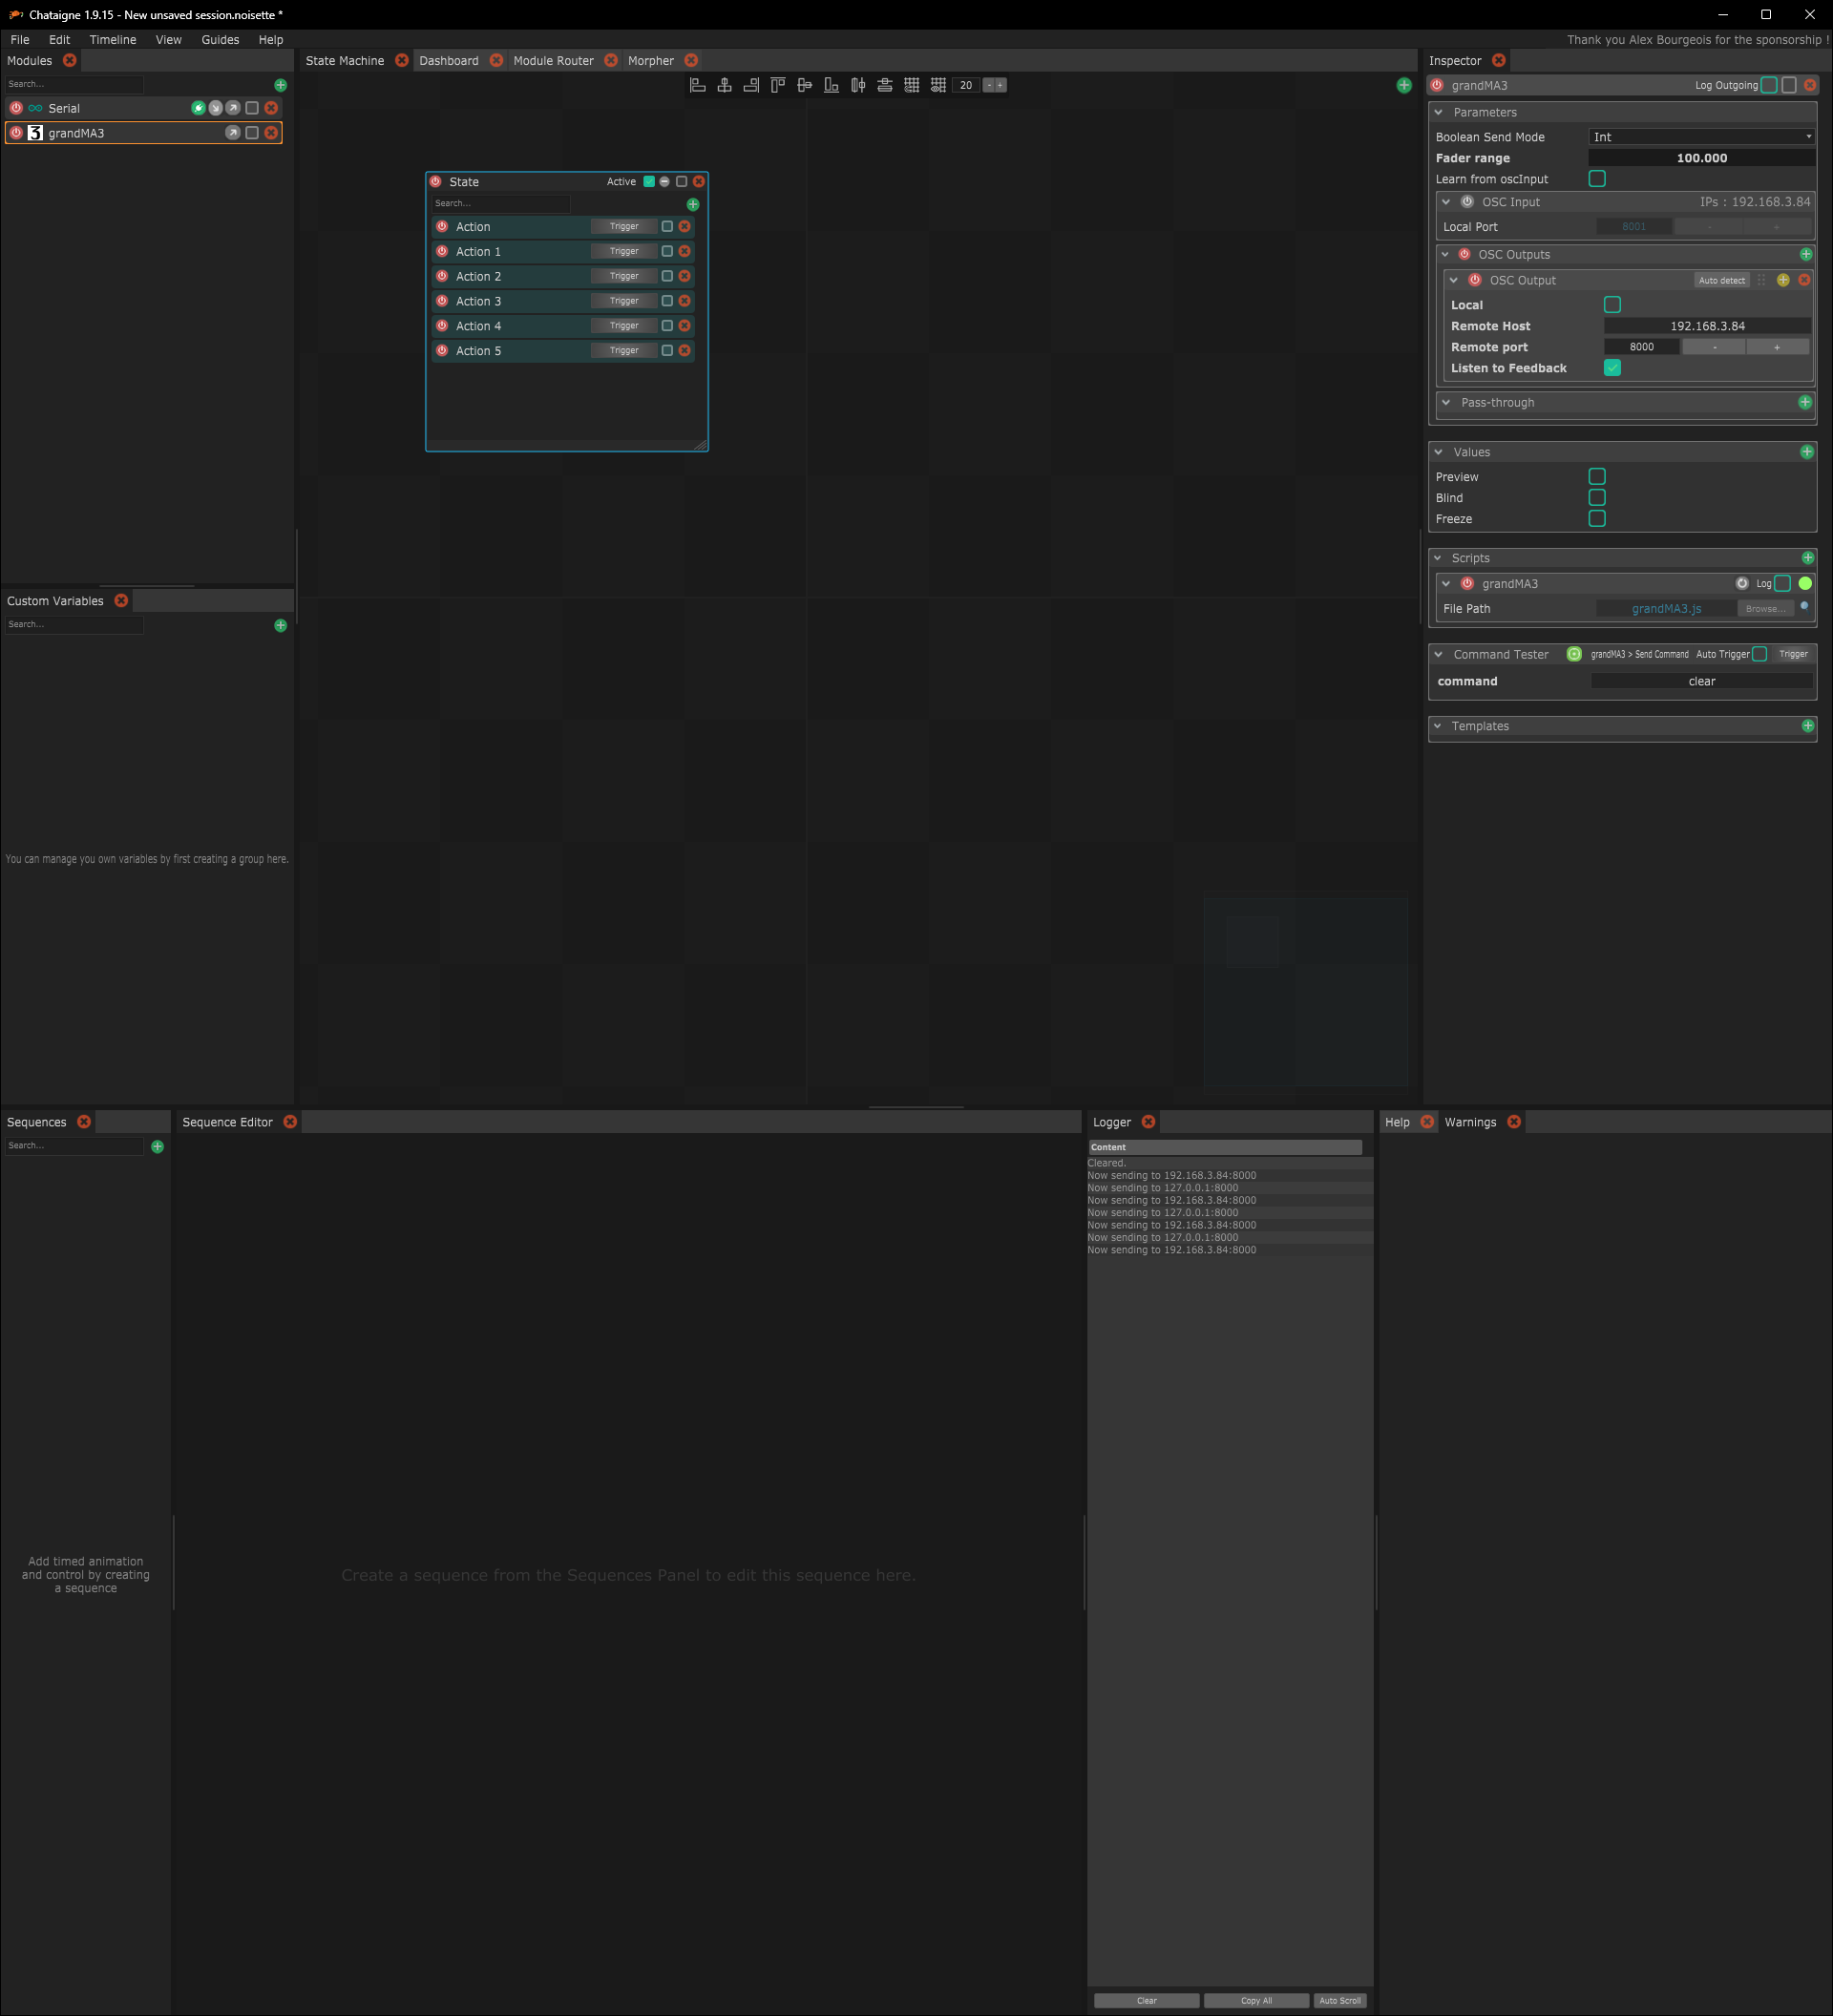 Chataigne 1.9.15 - New unsaved session.noisette *
File Edit Timeline View Guides Help
Thank you Alex Bourgeois for the sponsorship !
Modules
Search...
Serial
3 grandMA3
Custom Variables
Search...
You can manage you own variables by first creating a group here.
State Machine Dashboard Module Router Morpher
20 - +
State Active
Search...
Action Trigger
Action 1 Trigger
Action 2 Trigger
Action 3 Trigger
Action 4 Trigger
Action 5 Trigger
Inspector
grandMA3 Log Outgoing
Parameters
Boolean Send Mode Int
Fader range 100.000
Learn from oscInput
OSC Input IPs : 192.168.3.84
Local Port 8001 - +
OSC Outputs
OSC Output Auto detect
Local
Remote Host 192.168.3.84
Remote port 8000 - +
Listen to Feedback
Pass-through
Values
Preview
Blind
Freeze
Scripts
grandMA3 Log
File Path grandMA3.js Browse...
Command Tester grandMA3 > Send Command Auto Trigger Trigger
command clear
Templates
Sequences
Search...
Add timed animation
and control by creating
a sequence
Sequence Editor
Create a sequence from the Sequences Panel to edit this sequence here.
Logger
Content
Cleared.
Now sending to 192.168.3.84:8000
Now sending to 127.0.0.1:8000
Now sending to 192.168.3.84:8000
Now sending to 127.0.0.1:8000
Now sending to 192.168.3.84:8000
Now sending to 127.0.0.1:8000
Now sending to 192.168.3.84:8000
Clear Copy All Auto Scroll
Help Warnings